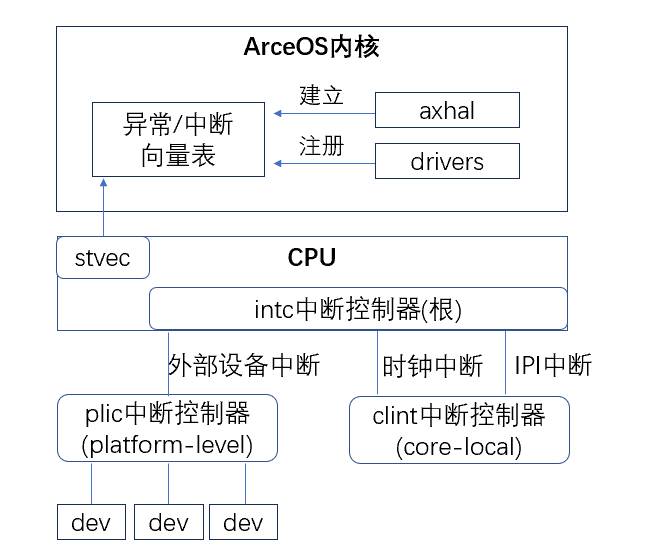 ArceOS内核
建立
axhal
异常/中断
向量表
注册
drivers
stvec
CPU
intc中断控制器(根)
外部设备中断
时钟中断
IPI中断
plic中断控制器
(platform-level)
clint中断控制器
(core-local)
dev
dev
dev